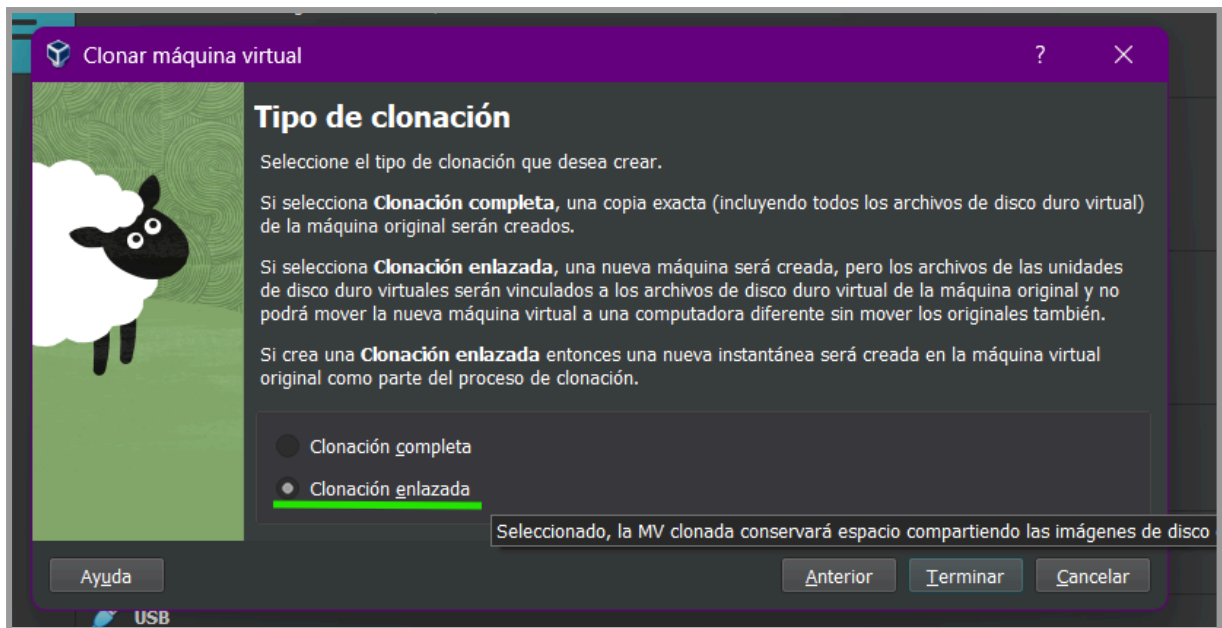 Clonar máquina virtual
?
Tipo de clonación
Seleccione el tipo de clonación que desea crear.
Si selecciona Clonación completa, una copia exacta (incluyendo todos los archivos de disco duro virtual)
de la máquina original serán creados.
Si selecciona Clonación enlazada, una nueva máquina será creada, pero los archivos de las unidades
de disco duro virtuales serán vinculados a los archivos de disco duro virtual de la máquina original y no
podrá mover la nueva máquina virtual a una computadora diferente sin mover los originales también.
Si crea una Clonación enlazada entonces una nueva instantánea será creada en la máquina virtual
original como parte del proceso de clonación.
Clonación completa
Clonación enlazada
Seleccionado, la MV clonada conservará espacio compartiendo las imágenes de disco
Ayuda
Anterior
Terminar
Cancelar
USB